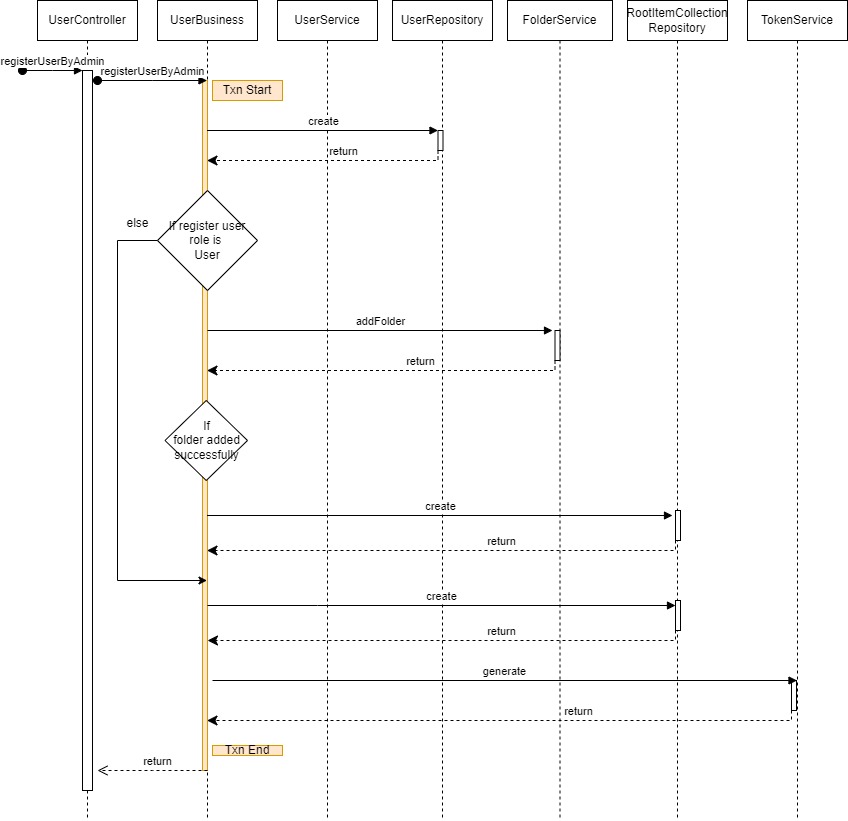 UserController
UserBusiness
UserService
UserRepository
FolderService
RootItemCollection
Repository
TokenService
registerUserByAdmin
registerUserByAdmin
Txn Start
create
return
else
If register user
role is
User
addFolder
return
If
folder added
successfully
create
return
create
return
generate
return
Txn End
return